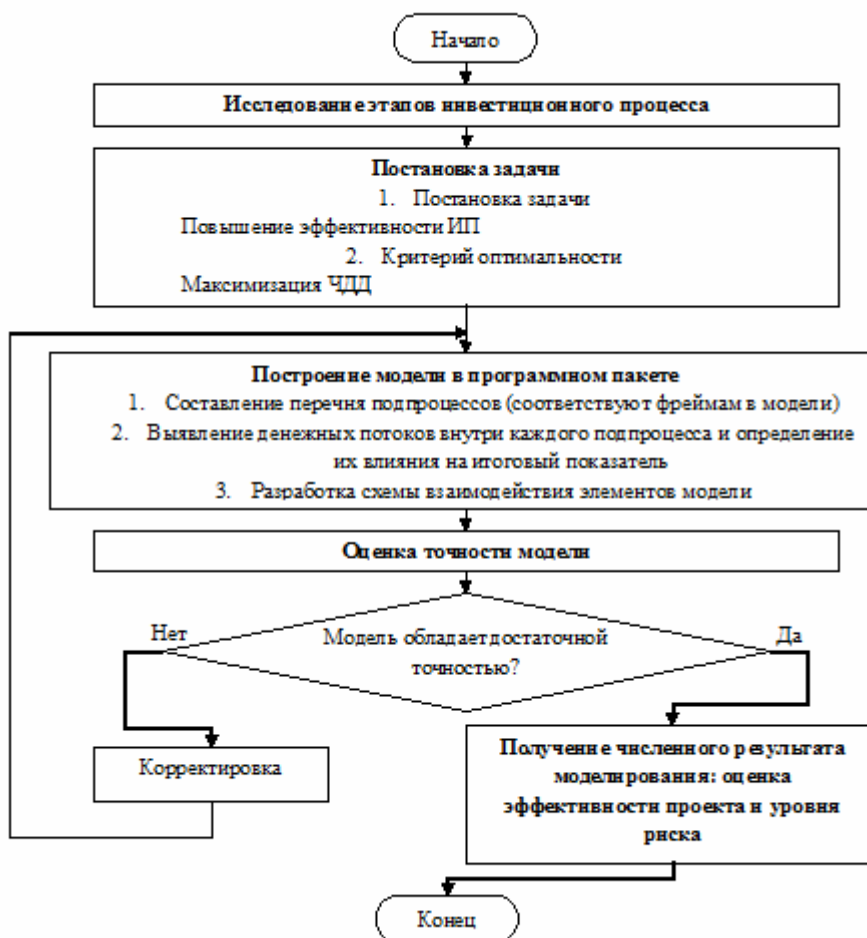 Начало
Исследование этапов инвестиционного процесса
Постановка задачи
1. Постановка задачи
Повышение эффективности ИП
2. Критерий оптимальности
Максимизация ЧДД
Построение модели в программном пакете
1. Составление перечня подпроцессов (соответствуют фреймам в модели)
2. Выявление денежных потоков внутри каждого подпроцесса и определение
их влияния на итоговый показатель
3. Разработка схемы взаимодействия элементов модели
Оценка точности модели
Нет
Модель обладает достаточной
точностью?
Да
Корректировка
Получение численного результата
моделирования: оценка
эффективности проекта и уровня
риска
Конец